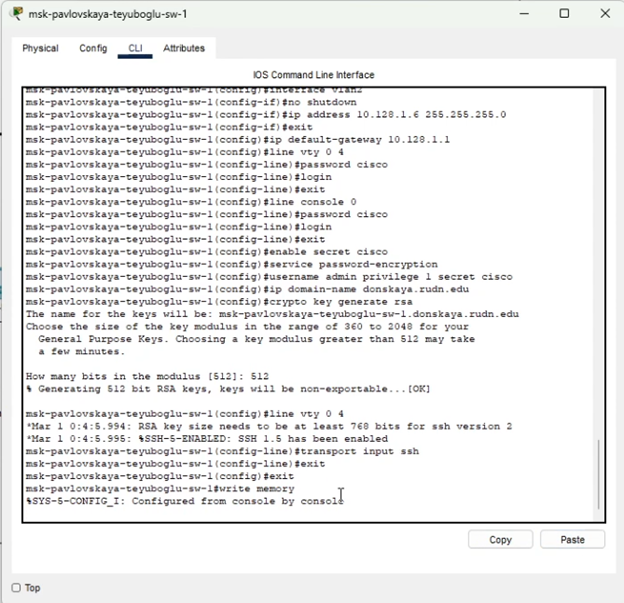 msk-pavlovskaya-teyuboglu-sw-1
Physical Config CLI Attributes
IOS Command Line Interface
msk-pavlovskaya-teyuboglu-sw-1(config)#interface vlan2
msk-pavlovskaya-teyuboglu-sw-1(config-if)#no shutdown
msk-pavlovskaya-teyuboglu-sw-1(config-if)#ip address 10.128.1.6 255.255.255.0
msk-pavlovskaya-teyuboglu-sw-1(config-if)#exit
msk-pavlovskaya-teyuboglu-sw-1(config)#ip default-gateway 10.128.1.1
msk-pavlovskaya-teyuboglu-sw-1(config)#line vty 0 4
msk-pavlovskaya-teyuboglu-sw-1(config-line)#password cisco
msk-pavlovskaya-teyuboglu-sw-1(config-line)#login
msk-pavlovskaya-teyuboglu-sw-1(config-line)#exit
msk-pavlovskaya-teyuboglu-sw-1(config)#line console 0
msk-pavlovskaya-teyuboglu-sw-1(config-line)#password cisco
msk-pavlovskaya-teyuboglu-sw-1(config-line)#login
msk-pavlovskaya-teyuboglu-sw-1(config-line)#exit
msk-pavlovskaya-teyuboglu-sw-1(config)#enable secret cisco
msk-pavlovskaya-teyuboglu-sw-1(config)#service password-encryption
msk-pavlovskaya-teyuboglu-sw-1(config)#username admin privilege 1 secret cisco
msk-pavlovskaya-teyuboglu-sw-1(config)#ip domain-name donskaya.rudn.edu
msk-pavlovskaya-teyuboglu-sw-1(config)#crypto key generate rsa
The name for the keys will be: msk-pavlovskaya-teyuboglu-sw-1.donskaya.rudn.edu
Choose the size of the key modulus in the range of 360 to 2048 for your
General Purpose Keys. Choosing a key modulus greater than 512 may take
a few minutes.
How many bits in the modulus [512]: 512
% Generating 512 bit RSA keys, keys will be non-exportable...[OK]
msk-pavlovskaya-teyuboglu-sw-1(config)#line vty 0 4
*Mar 1 0:4:5.994: RSA key size needs to be at least 768 bits for ssh version 2
*Mar 1 0:4:5.995: %SSH-5-ENABLED: SSH 1.5 has been enabled
msk-pavlovskaya-teyuboglu-sw-1(config-line)#transport input ssh
msk-pavlovskaya-teyuboglu-sw-1(config-line)#exit
msk-pavlovskaya-teyuboglu-sw-1(config)#exit
msk-pavlovskaya-teyuboglu-sw-1#write memory
%SYS-5-CONFIG_I: Configured from console by console
Copy Paste
Top